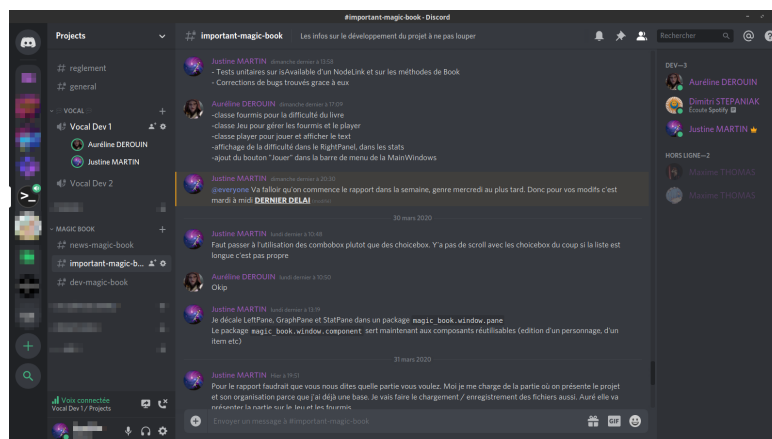 #important-magic-book - Discord
Projects
# important-magic-book
Les infos sur le développement du projet à ne pas louper
Rechercher
# reglement
# general
VOCAL
Vocal Dev 1
Auréline DEROUIN
Justine MARTIN
Vocal Dev 2
MAGIC BOOK
# news-magic-book
# important-magic-b...
# dev-magic-book
Voix connectée
Vocal Dev 1 / Projects
Justine MARTIN dimanche dernier à 13:58
- Tests unitaires sur isAvailable d'un NodeLink et sur les méthodes de Book
- Corrections de bugs trouvés grace à eux
Auréline DEROUIN dimanche dernier à 17:09
-classe fourmis pour la difficulté du livre
-classe Jeu pour gérer les fourmis et le player
-classe player pour jouer et afficher le text
-affichage de la difficulté dans le RightPanel, dans les stats
-ajout du bouton "Jouer" dans la barre de menu de la MainWindows
Justine MARTIN dimanche dernier à 20:30
@everyone Va falloir qu'on commence le rapport dans la semaine, genre mercredi au plus tard. Donc pour vos modifs c'est
mardi à midi DERNIER DELAI (modifié)
30 mars 2020
Justine MARTIN lundi dernier à 10:48
Faut passer à l'utilisation des combobox plutot que des choicebox. Y'a pas de scroll avec les choicebox du coup si la liste est
longue c'est pas propre
Auréline DEROUIN lundi dernier à 10:50
Okip
Justine MARTIN lundi dernier à 13:19
Je décale LeftPane, GraphPane et StatPane dans un package magic_book.window.pane
Le package magic_book.window.component sert maintenant aux composants réutilisables (edition d'un personnage, d'un
item etc)
31 mars 2020
Justine MARTIN Hier à 19:51
Pour le rapport faudrait que vous nous dites quelle partie vous voulez. Moi je me charge de la partie où on présente le projet
et son organisation parce que j'ai déjà une base. Je vais faire le chargement / enregistrement des fichiers aussi. Auré elle va
présenter la partie sur le Jeu et les fourmis
Envoyer un message à #important-magic-book
GIF
DEV—3
Auréline DEROUIN
Dimitri STEPANIAK
Écoute Spotify
Justine MARTIN
HORS LIGNE—2
Maxime THOMAS
Maxime THOMAS